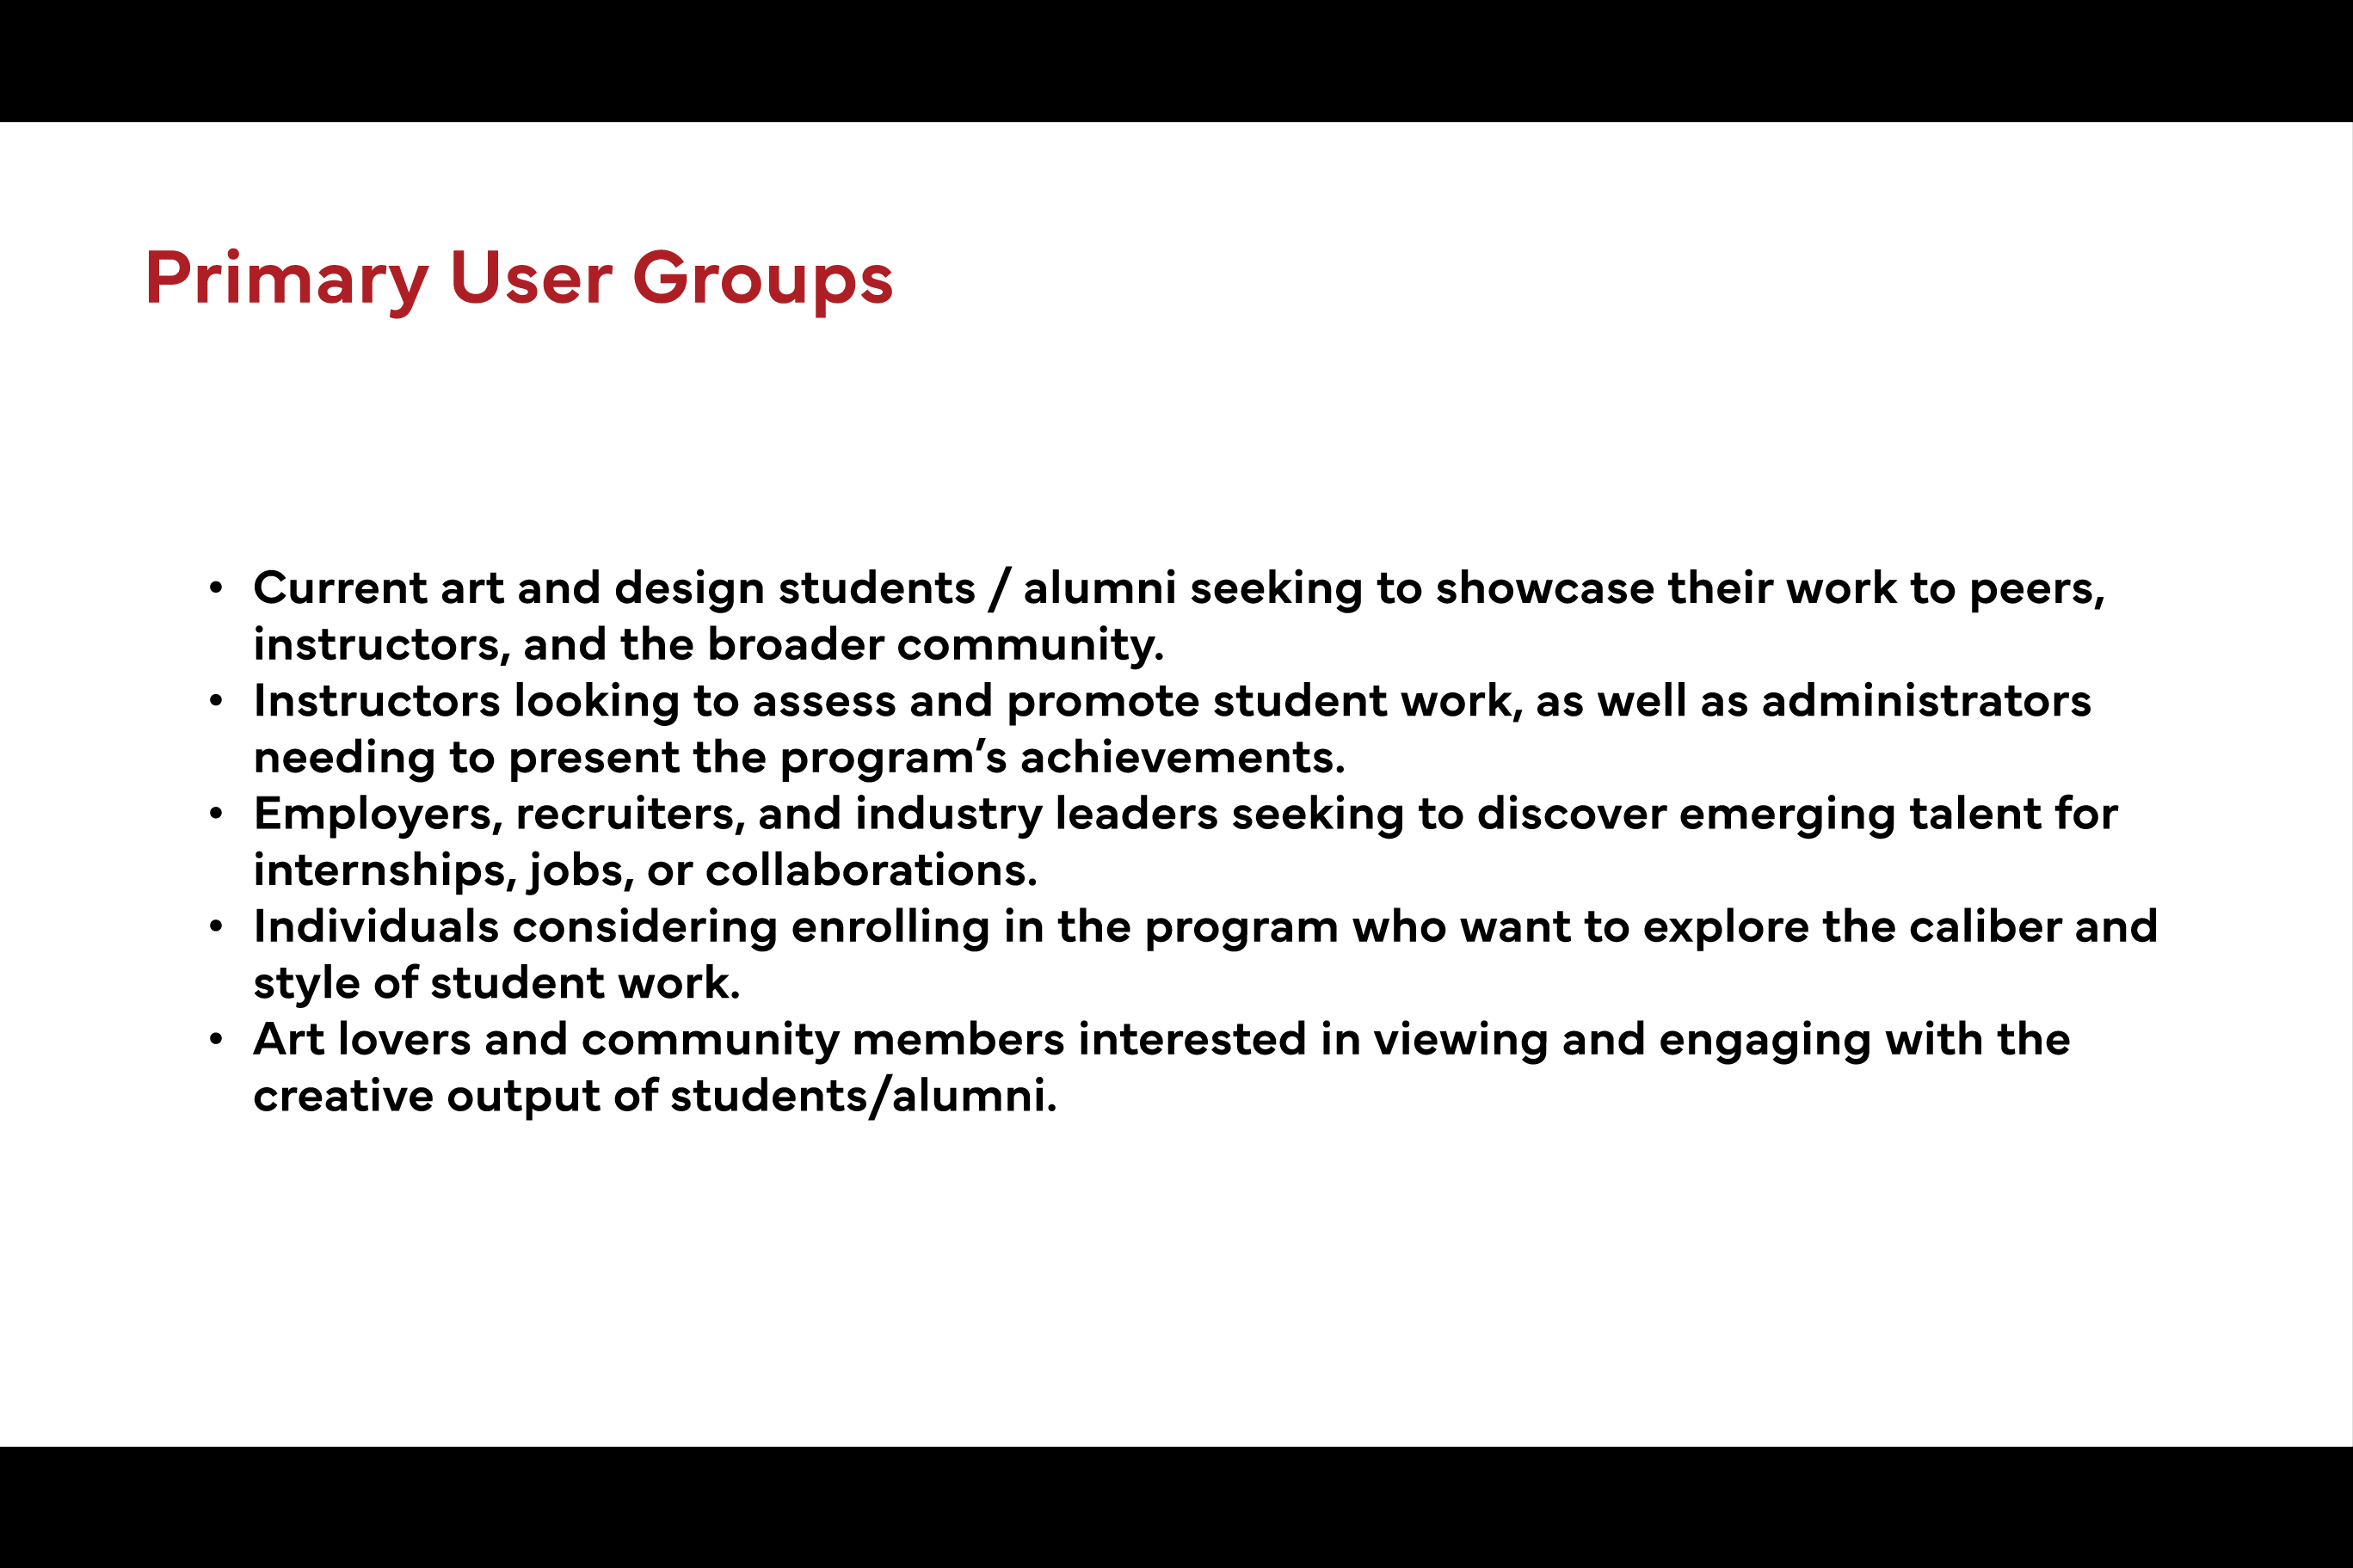 Primary User Groups
• Current art and design students / alumni seeking to showcase their work to peers,
instructors, and the broader community.
• Instructors looking to assess and promote student work, as well as administrators
needing to present the program’s achievements.
• Employers, recruiters, and industry leaders seeking to discover emerging talent for
internships, jobs, or collaborations.
• Individuals considering enrolling in the program who want to explore the caliber and
style of student work.
• Art lovers and community members interested in viewing and engaging with the
creative output of students/alumni.